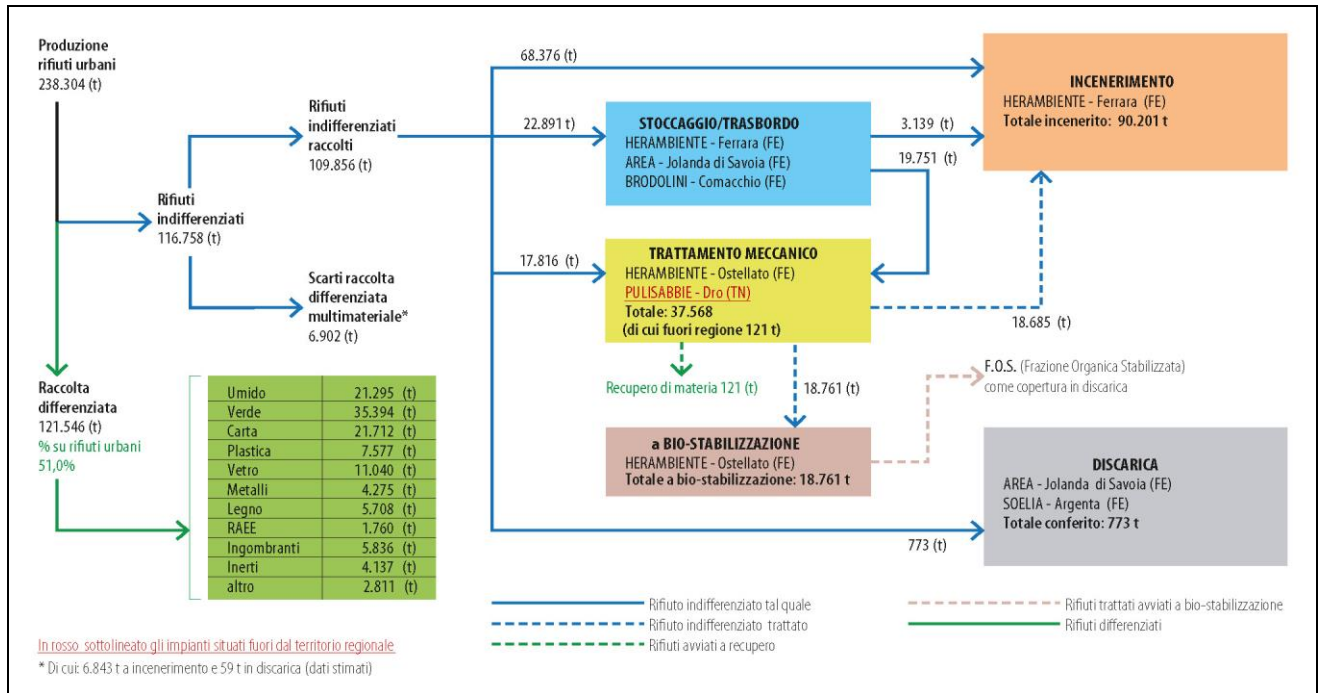 Produzione
rifiuti urbani
238.304 (t)
Rifiuti
indifferenziati
raccolti
109.856 (t)
Rifiuti
indifferenziati
116.758 (t)
Scarti raccolta
differenziata
multimateriale*
6.902 (t)
Raccolta
differenziata
121.546 (t)
% su rifiuti urbani
51,0%
Umido 21.295 (t)
Verde 35.394 (t)
Carta 21.712 (t)
Plastica 7.577 (t)
Vetro 11.040 (t)
Metalli 4.275 (t)
Legno 5.708 (t)
RAEE 1.760 (t)
Ingombranti 5.836 (t)
Inerti 4.137 (t)
altro 2.811 (t)
68.376 (t)
22.891 t)
17.816 (t)
STOCCAGGIO/TRASBORDO
HERAMBIENTE - Ferrara (FE)
AREA - Jolanda di Savoia (FE)
BRODOLINI - Comacchio (FE)
3.139 (t)
19.751 (t)
INCENERIMENTO
HERAMBIENTE - Ferrara (FE)
Totale incenerito: 90.201 t
TRATTAMENTO MECCANICO
HERAMBIENTE - Ostellato (FE)
PULISABBIE - Dro (TN)
Totale: 37.568
(di cui fuori regione 121 t)
18.685 (t)
Recupero di materia 121 (t)
18.761 (t)
F.O.S. (Frazione Organica Stabilizzata)
come copertura in discarica
a BIO-STABILIZZAZIONE
HERAMBIENTE - Ostellato (FE)
Totale a bio-stabilizzazione: 18.761 t
DISCARICA
AREA - Jolanda di Savoia (FE)
SOELIA - Argenta (FE)
Totale conferito: 773 t
773 (t)
Rifiuto indifferenziato tal quale
Rifiuto indifferenziato trattato
Rifiuti avviati a recupero
Rifiuti trattati avviati a bio-stabilizzazione
Rifiuti differenziati
In rosso sottolineato gli impianti situati fuori dal territorio regionale
* Di cui: 6.843 t a incenerimento e 59 t in discarica (dati stimati)